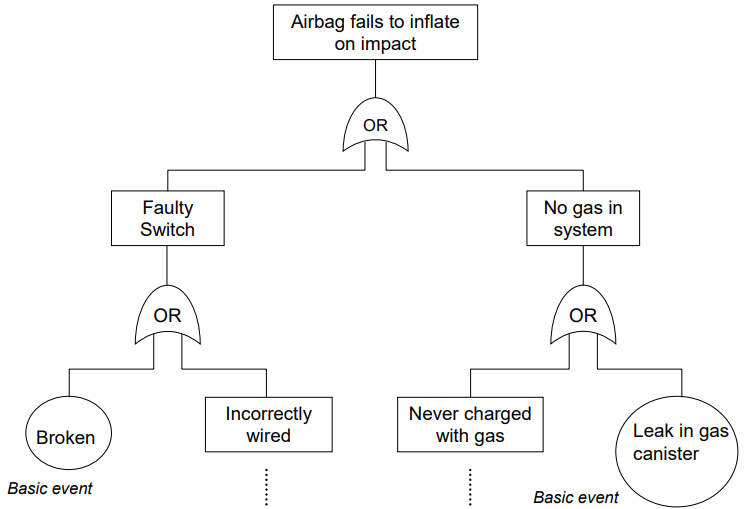 Airbag fails to inflate
on impact
OR
Faulty
Switch
No gas in
system
OR
OR
Broken
Incorrectly
wired
Never charged
with gas
Leak in gas
canister
Basic event
Basic event